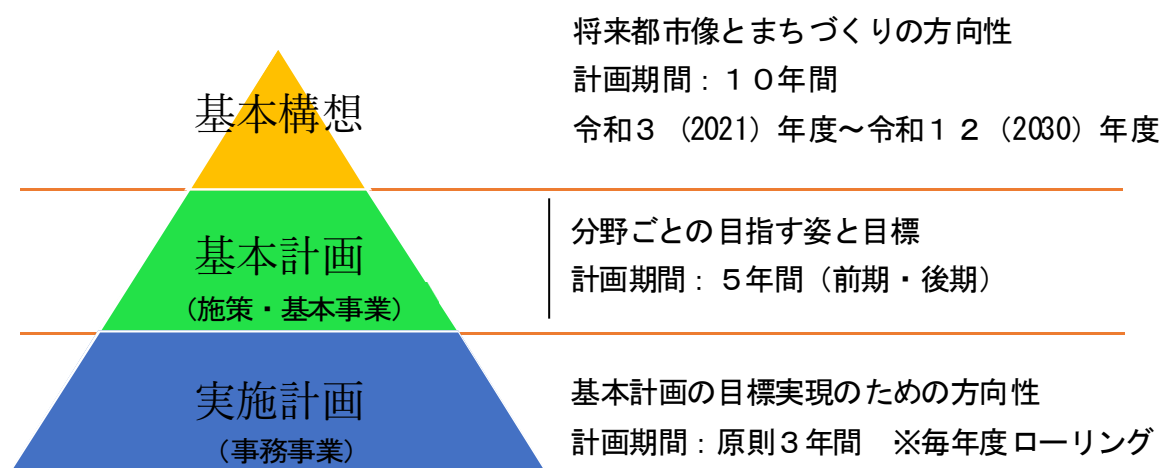 基本構想
将来都市像とまちづくりの方向性
計画期間：１０年間
令和３（2021）年度～令和１２（2030）年度
基本計画
（施策・基本事業）
分野ごとの目指す姿と目標
計画期間：５年間（前期・後期）
実施計画
（事務事業）
基本計画の目標実現のための方向性
計画期間：原則３年間　※毎年度ローリング